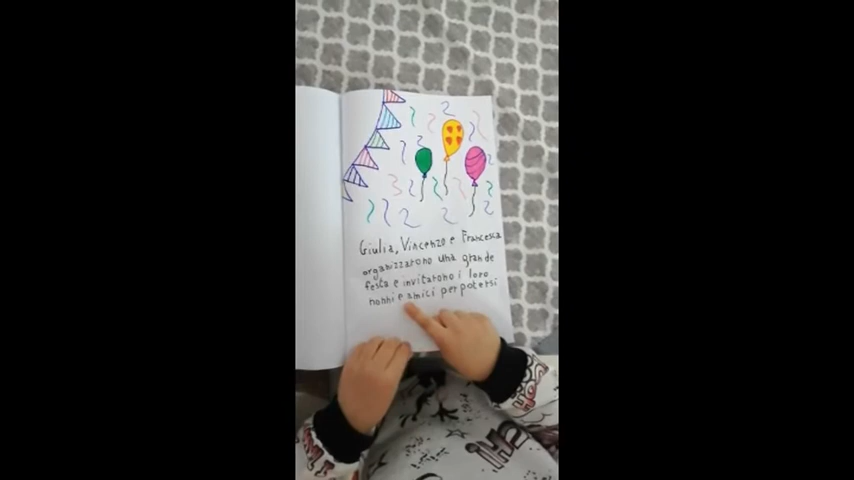 Giulia, Vincenzo e Francesca
organizzarono una grande
festa e invitarono i loro
nonni e amici per potersi